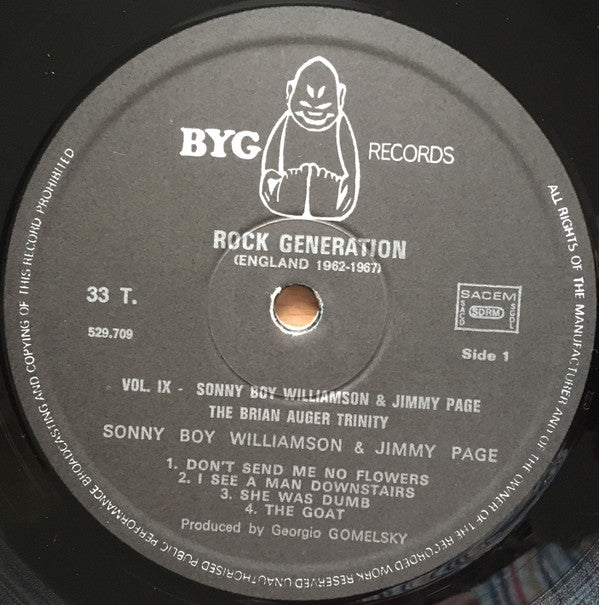 BYG RECORDS
ROCK GENERATION
(ENGLAND 1962-1967)
33 T.
529.709
SACEM
SACD SDRM SGDL
Side 1
VOL. IX - SONNY BOY WILLIAMSON & JIMMY PAGE
THE BRIAN AUGER TRINITY
SONNY BOY WILLIAMSON & JIMMY PAGE
1. DON'T SEND ME NO FLOWERS
2. I SEE A MAN DOWNSTAIRS
3. SHE WAS DUMB
4. THE GOAT
Produced by Georgio GOMELSKY
ALL RIGHTS OF THE MANUFACTURER AND OF THE OWNER OF THE RECORDED WORK RESERVED UNAUTHORISED PUBLIC PERFORMANCE BROADCASTING AND COPYING OF THIS RECORD PROHIBITED